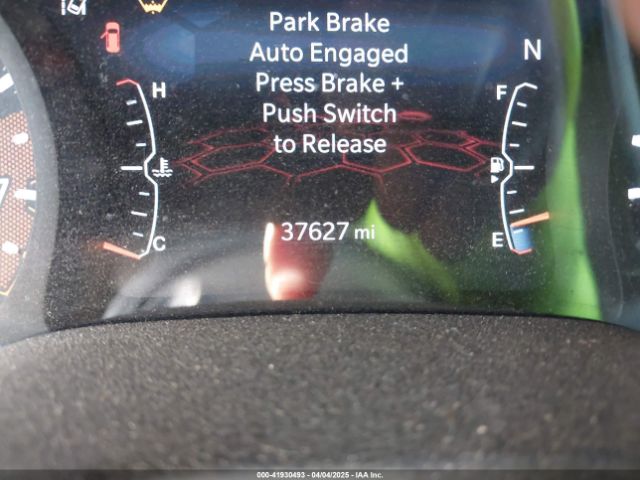 Park Brake
Auto Engaged
N
Press Brake +
H
F
Push Switch
to Release
37627 mi
C
E
000-41930493 - 04/04/2025 - IAA Inc.